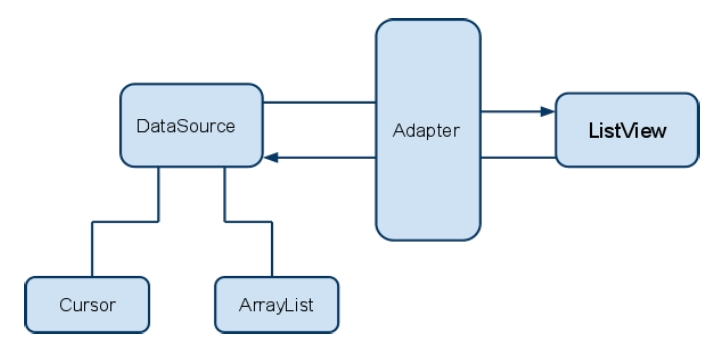 DataSource
Adapter
ListView
Cursor
ArrayList